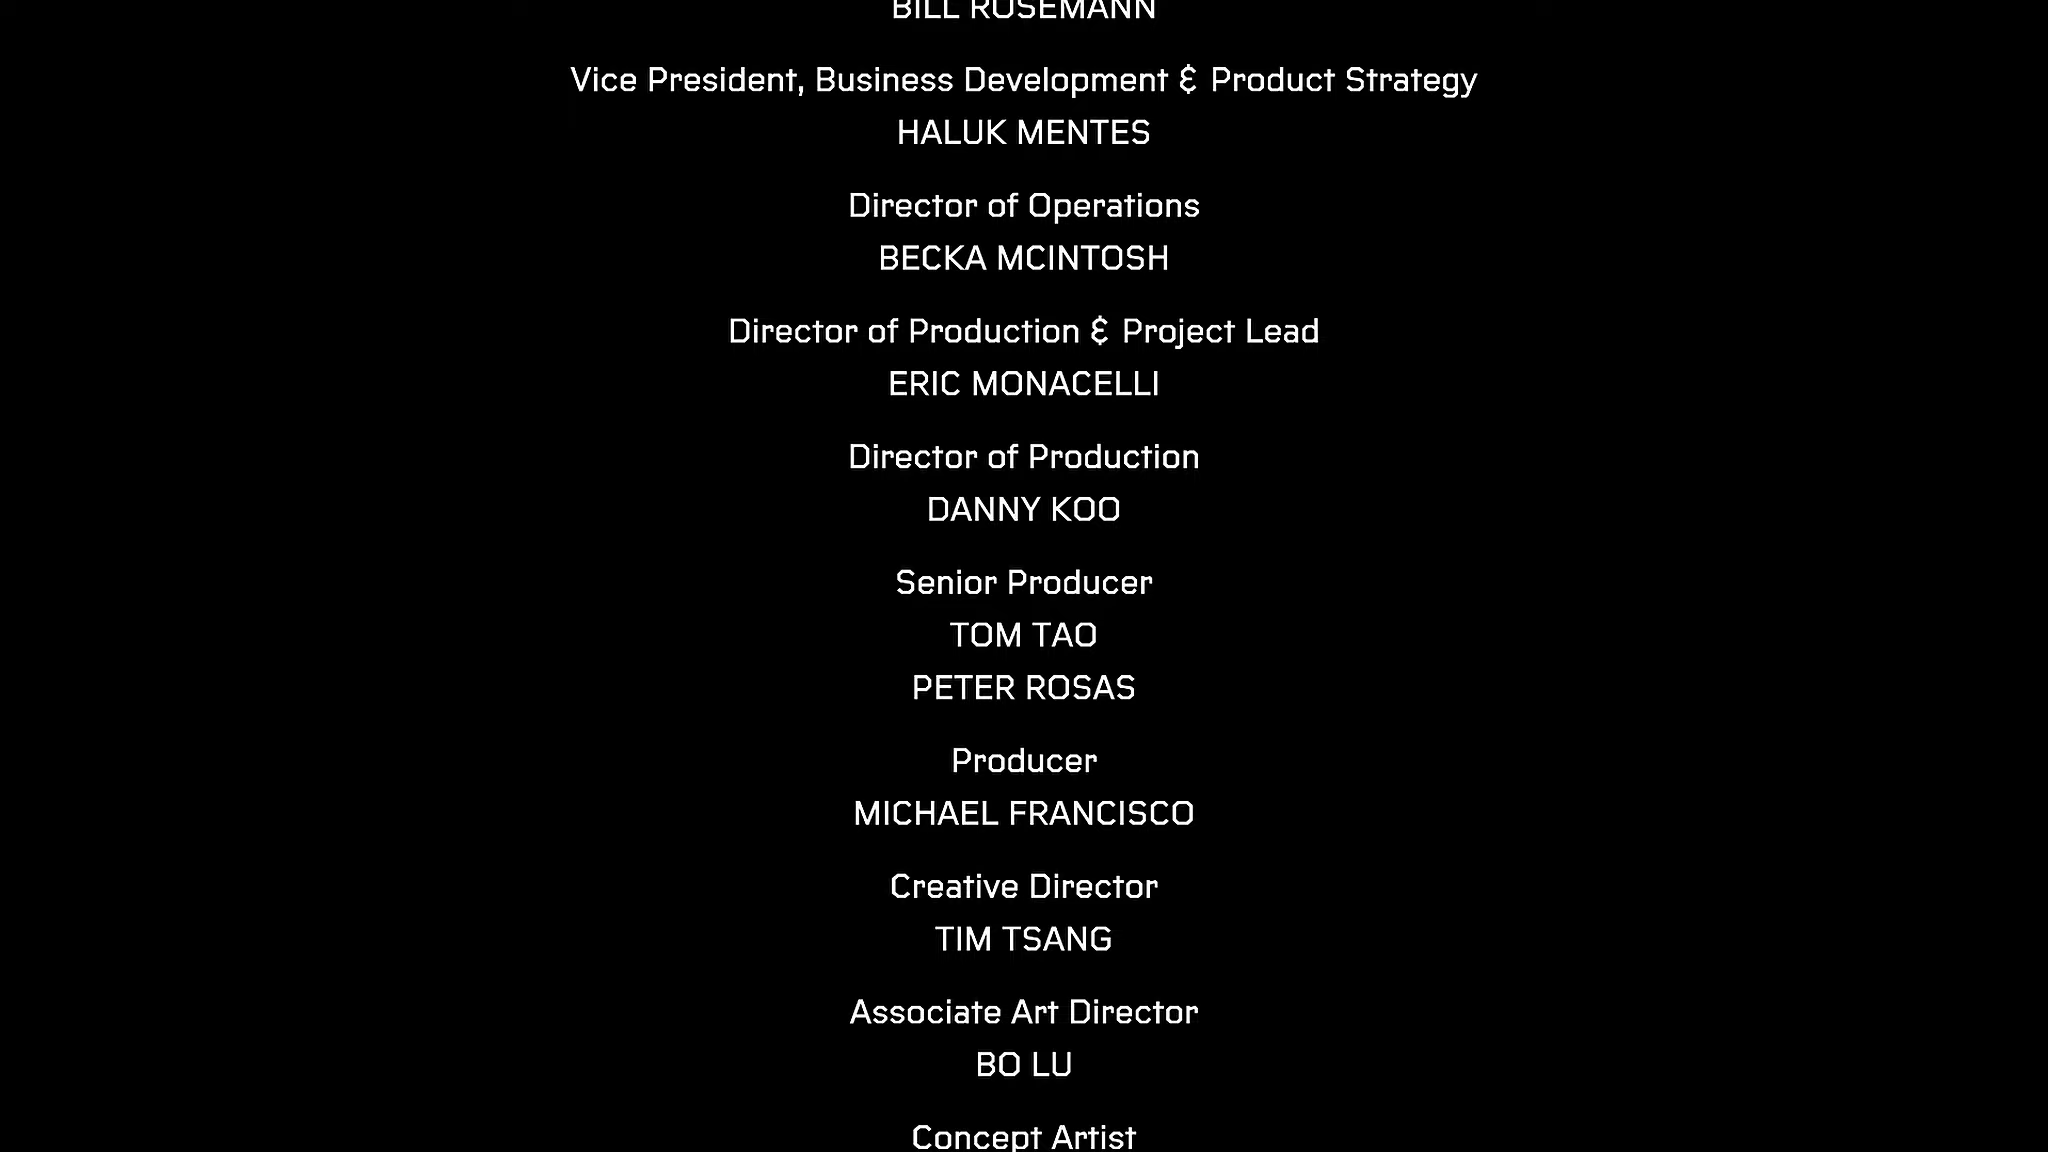 BILL ROSEMANN
Vice President, Business Development & Product Strategy
HALUK MENTES
Director of Operations
BECKA MCINTOSH
Director of Production & Project Lead
ERIC MONACELLI
Director of Production
DANNY KOO
Senior Producer
TOM TAO
PETER ROSAS
Producer
MICHAEL FRANCISCO
Creative Director
TIM TSANG
Associate Art Director
BO LU
Concept Artist